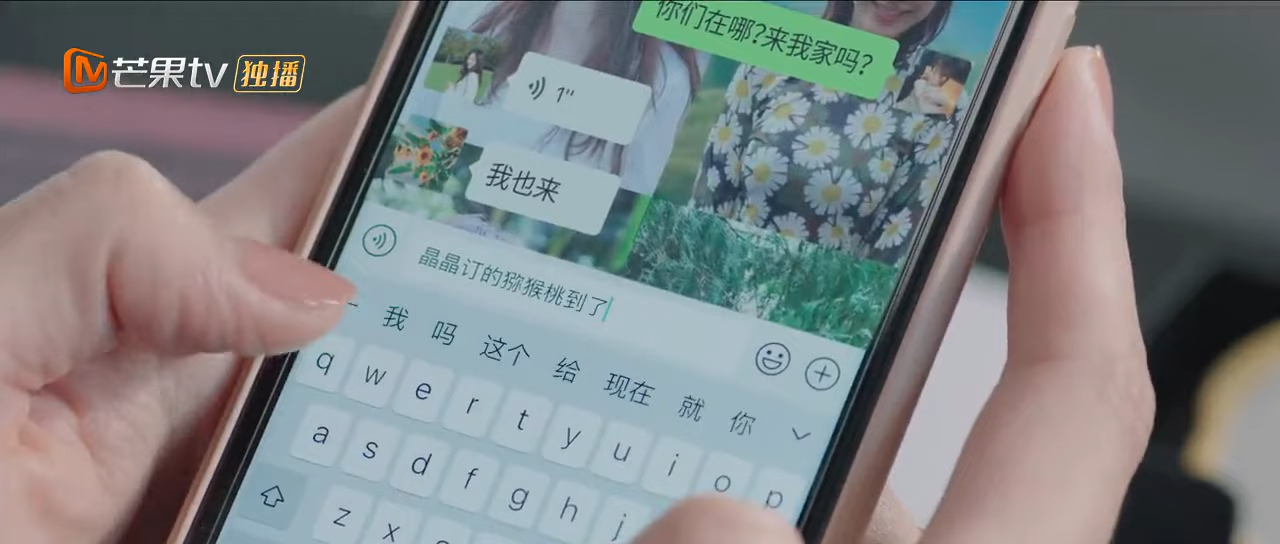 芒果tv 独播
你们在哪?来我家吗?
1"
我也来
晶晶订的猕猴桃到了
一 我 吗 这个 给 现在 就 你
q w e r t y u i o p
a s d f g h j
z x